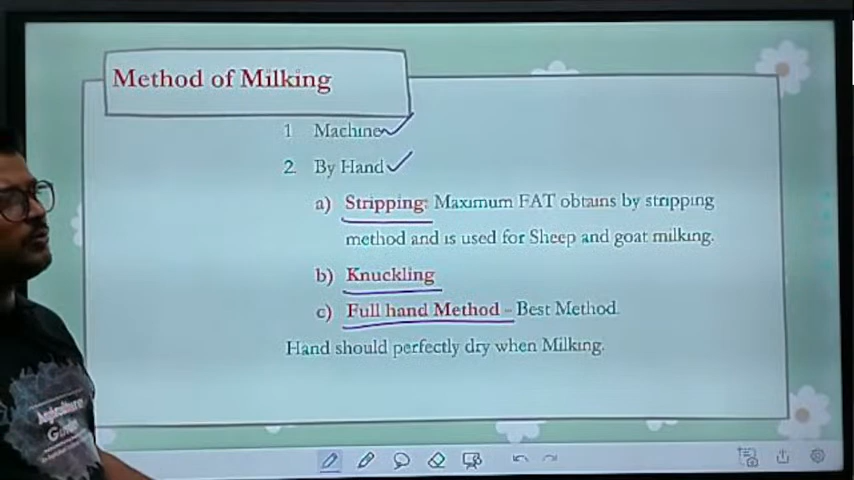 Method of Milking
1 Machine
2. By Hand
a) Stripping: Maximum FAT obtains by stripping
method and is used for Sheep and goat milking.
b) Knuckling
c) Full hand Method - Best Method.
Hand should perfectly dry when Milking.
Agriculture